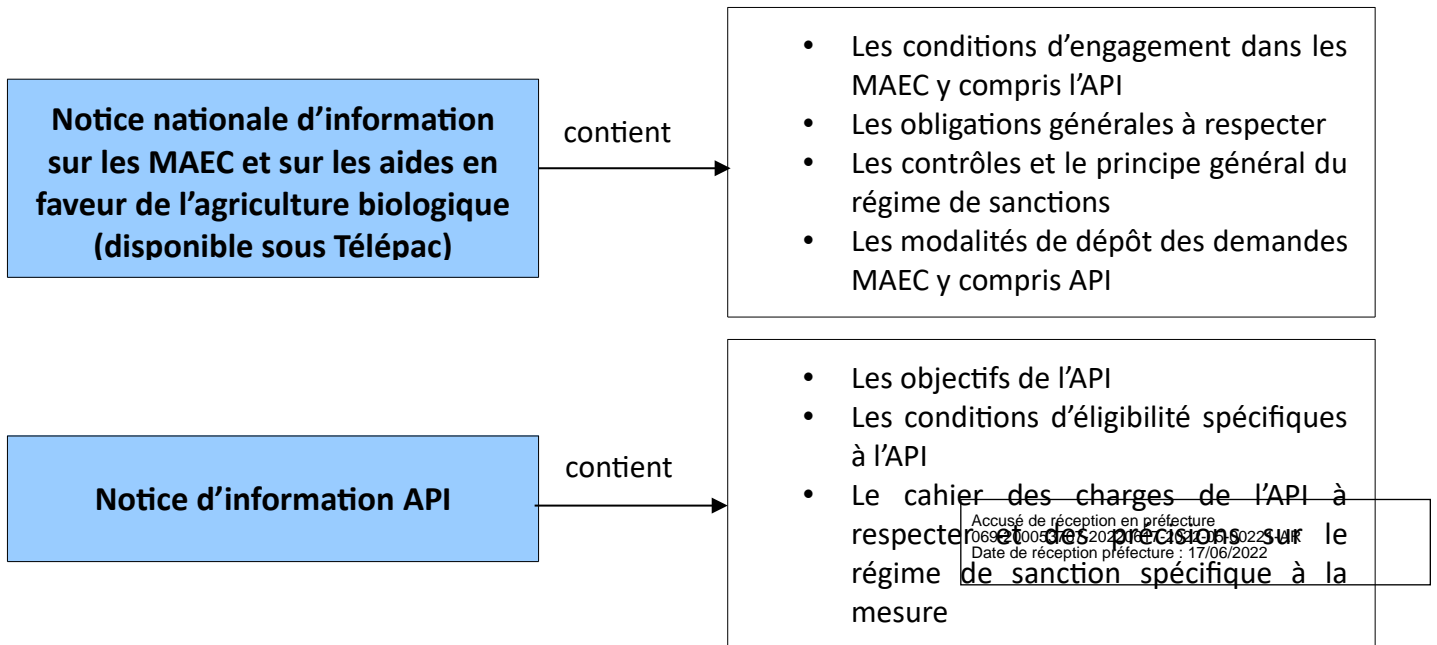 Notice nationale d'information
sur les MAEC et sur les aides en
faveur de l'agriculture biologique
(disponible sous Télépac)
contient
• Les conditions d'engagement dans les
MAEC y compris l'API
• Les obligations générales à respecter
• Les contrôles et le principe général du
régime de sanctions
• Les modalités de dépôt des demandes
MAEC y compris API
Notice d'information API
contient
• Les objectifs de l'API
• Les conditions d'éligibilité spécifiques
à l'API
• Le cahier des charges de l'API à
respecter et des précisions sur le
régime de sanction spécifique à la
mesure
Accusé de réception en préfecture
Date de réception préfecture : 17/06/2022